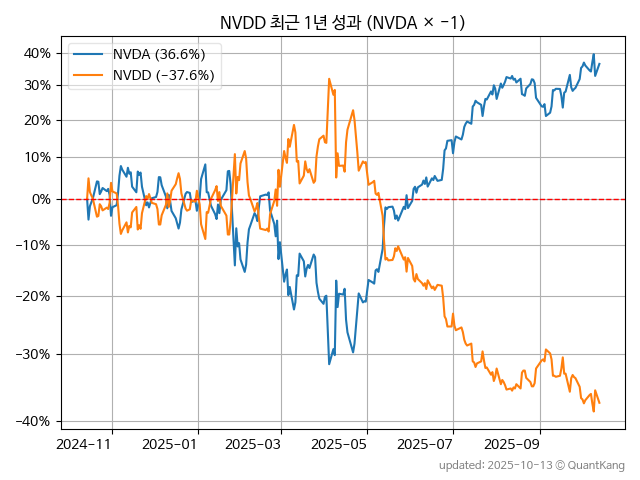 NVDD 최근 1년 성과 (NVDA × −1)
NVDA (36.6%)
NVDD (−37.6%)
40%
30%
20%
10%
0%
−10%
−20%
−30%
−40%
2024−11 2025−01 2025−03 2025−05 2025−07 2025−09
updated: 2025-10-13 © QuantKang